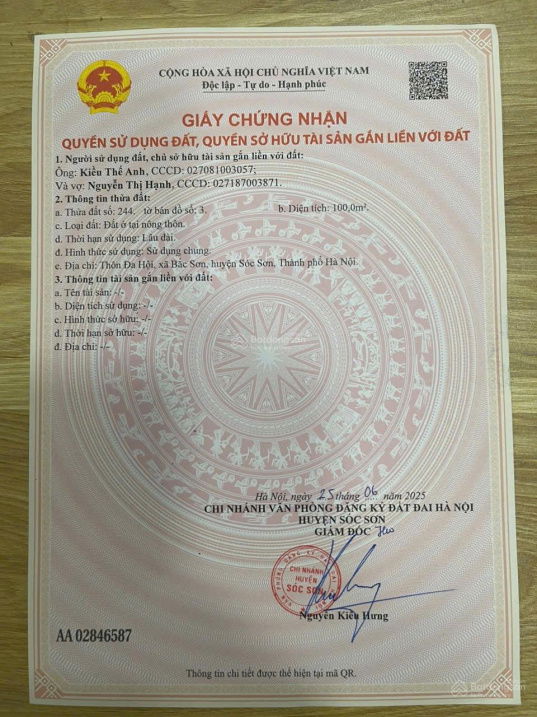 CỘNG HÒA XÃ HỘI CHỦ NGHĨA VIỆT NAM
Độc lập - Tự do - Hạnh phúc
GIẤY CHỨNG NHẬN
QUYỀN SỬ DỤNG ĐẤT, QUYỀN SỞ HỮU TÀI SẢN GẮN LIỀN VỚI ĐẤT
1. Người sử dụng đất, chủ sở hữu tài sản gắn liền với đất:
Ông: Kiều Thế Anh, CCCD: 027081003057;
Và vợ: Nguyễn Thị Hạnh, CCCD: 027187003871.
2. Thông tin thửa đất:
a. Thửa đất số: 244. tờ bản đồ số: 3. b. Diện tích: 100,0m².
c. Loại đất: Đất ở tại nông thôn.
d. Thời hạn sử dụng: Lâu dài.
đ. Hình thức sử dụng: Sử dụng chung.
e. Địa chỉ: Thôn Đa Hội, xã Bắc Sơn, huyện Sóc Sơn, Thành phố Hà Nội.
3. Thông tin tài sản gắn liền với đất:
a. Tên tài sản: -/-
b. Diện tích sử dụng: -/-
c. Hình thức sở hữu: -/-
d. Thời hạn sở hữu: -/-
đ. Địa chỉ: -/-
Batdongsan
Hà Nội, ngày 25 tháng 06 năm 2025
CHI NHÁNH VĂN PHÒNG ĐĂNG KÝ ĐẤT ĐAI HÀ NỘI
HUYỆN SÓC SƠN
GIÁM ĐỐC
CHI NHÁNH
HUYỆN
SÓC SƠN
Nguyễn Kiều Hưng
AA 02846587
Thông tin chi tiết được thể hiện tại mã QR.
Batdongsan